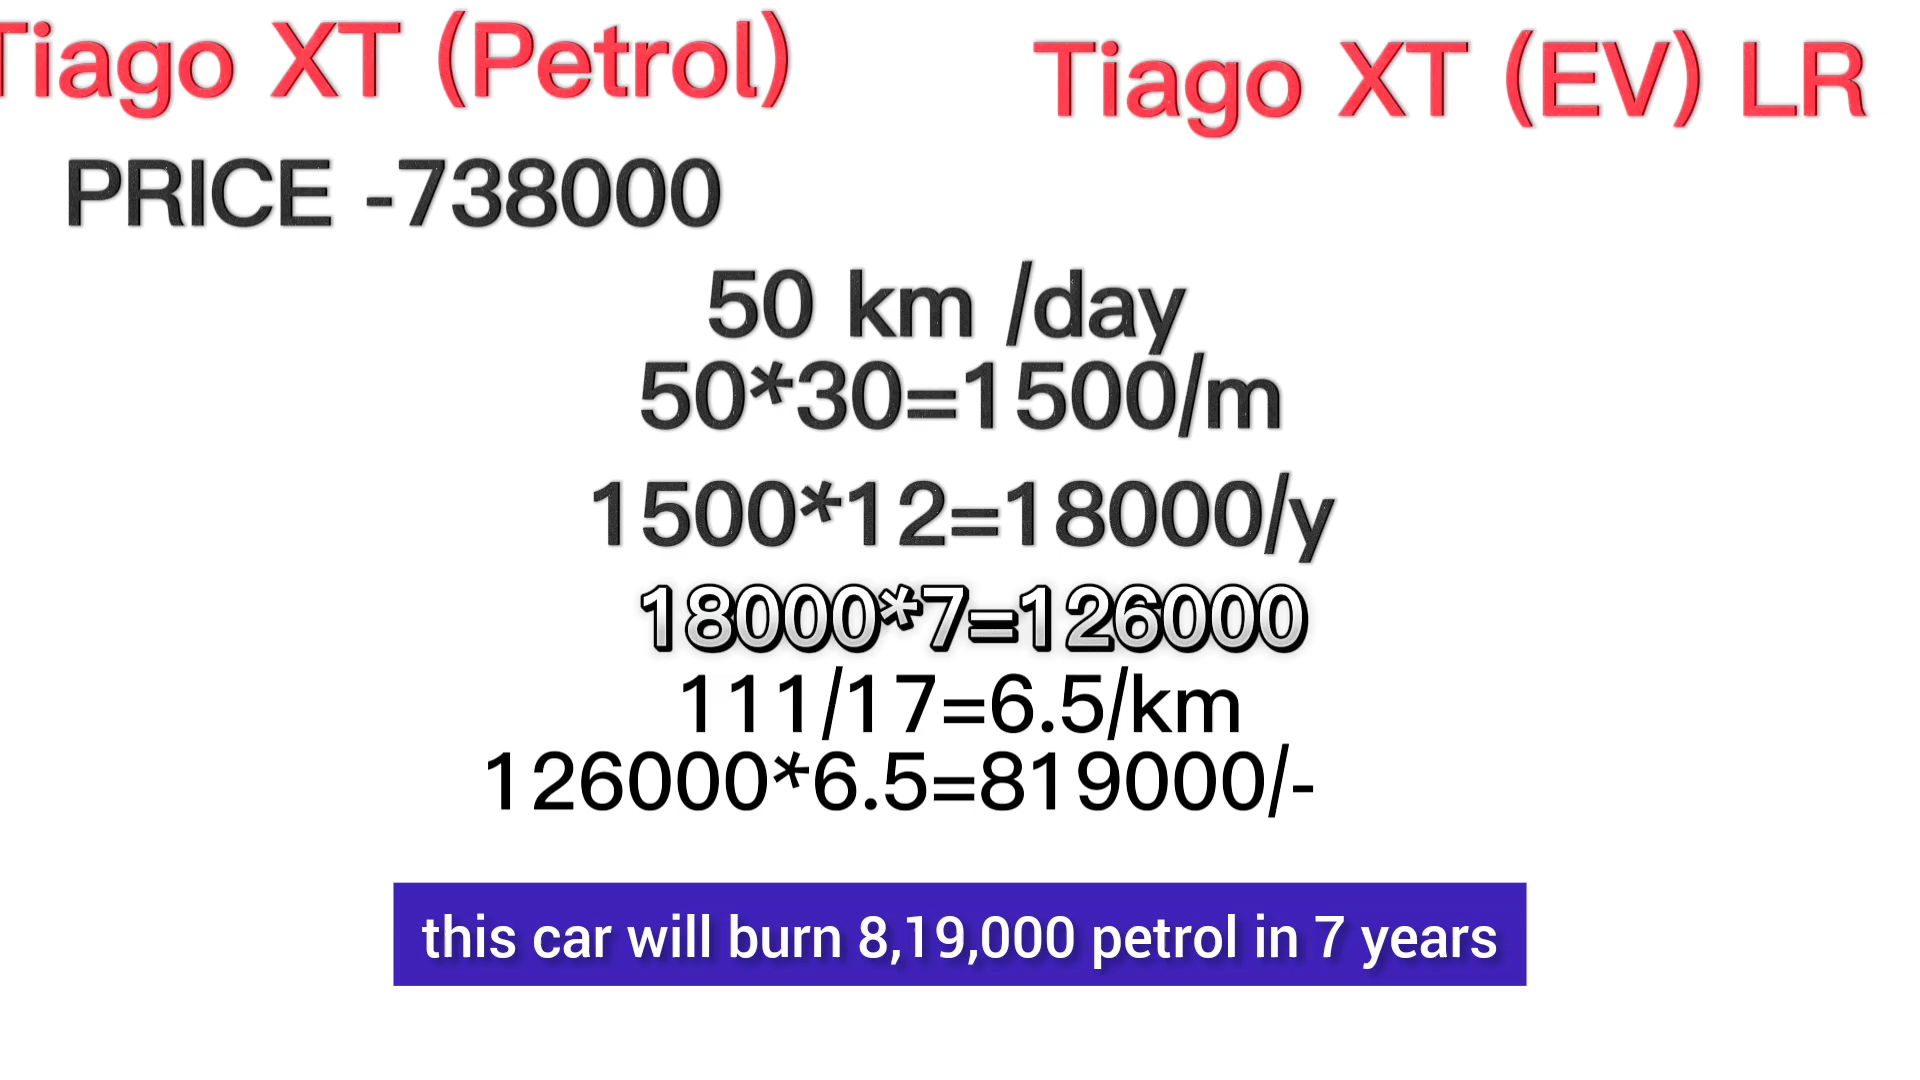 Tiago XT (Petrol)
Tiago XT (EV) LR
PRICE -738000
50 km /day
50*30=1500/m
1500*12=18000/y
18000*7=126000
111/17=6.5/km
126000*6.5=819000/-
this car will burn 8,19,000 petrol in 7 years